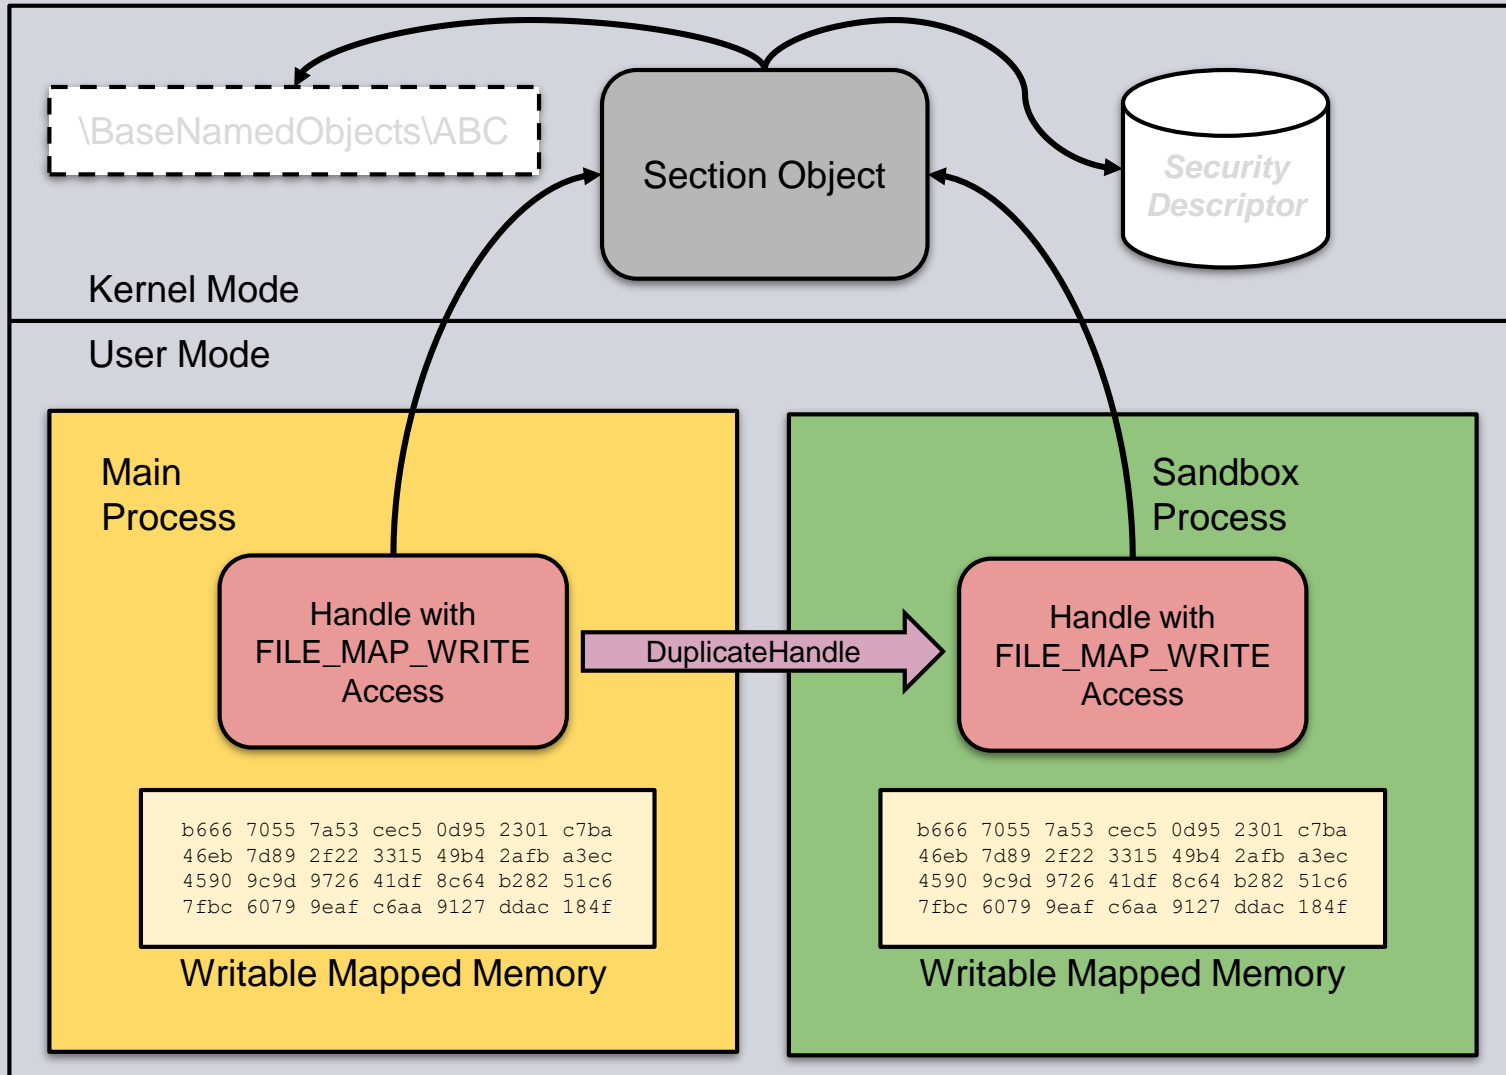 \BaseNamedObjects\ABC
Section Object
Security
Descriptor
Kernel Mode
User Mode
Main
Process
Sandbox
Process
Handle with
FILE_MAP_WRITE
Access
DuplicateHandle
Handle with
FILE_MAP_WRITE
Access
b666 7055 7a53 cec5 0d95 2301 c7ba
46eb 7d89 2f22 3315 49b4 2afb a3ec
4590 9c9d 9726 41df 8c64 b282 51c6
7fbc 6079 9eaf c6aa 9127 ddac 184f
Writable Mapped Memory
b666 7055 7a53 cec5 0d95 2301 c7ba
46eb 7d89 2f22 3315 49b4 2afb a3ec
4590 9c9d 9726 41df 8c64 b282 51c6
7fbc 6079 9eaf c6aa 9127 ddac 184f
Writable Mapped Memory